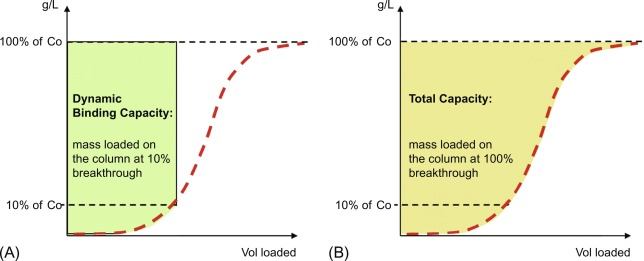 g/L
100% of Co
Dynamic
Binding Capacity:
mass loaded on
the column at 10%
breakthrough
10% of Co
(A)
Vol loaded
g/L
100% of Co
Total Capacity:
mass loaded on
the column at 100%
breakthrough
10% of Co
(B)
Vol loaded